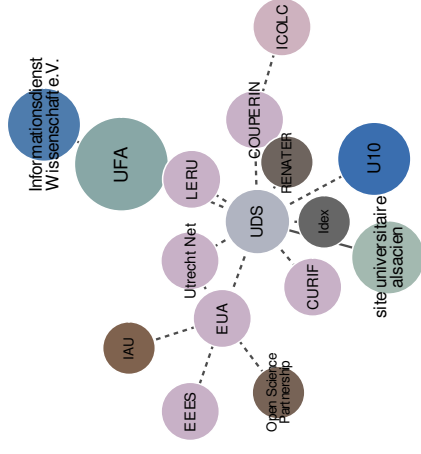 Informationsdienst
Wissenschaft e.V.
UFA
IAU
EEES
Utrecht Net
LERU
EUA
UDS
COUPERIN
Open Science
Partnership
ICOLC
RENATER
CURIF
Idex
U10
site universitaire
alsacien